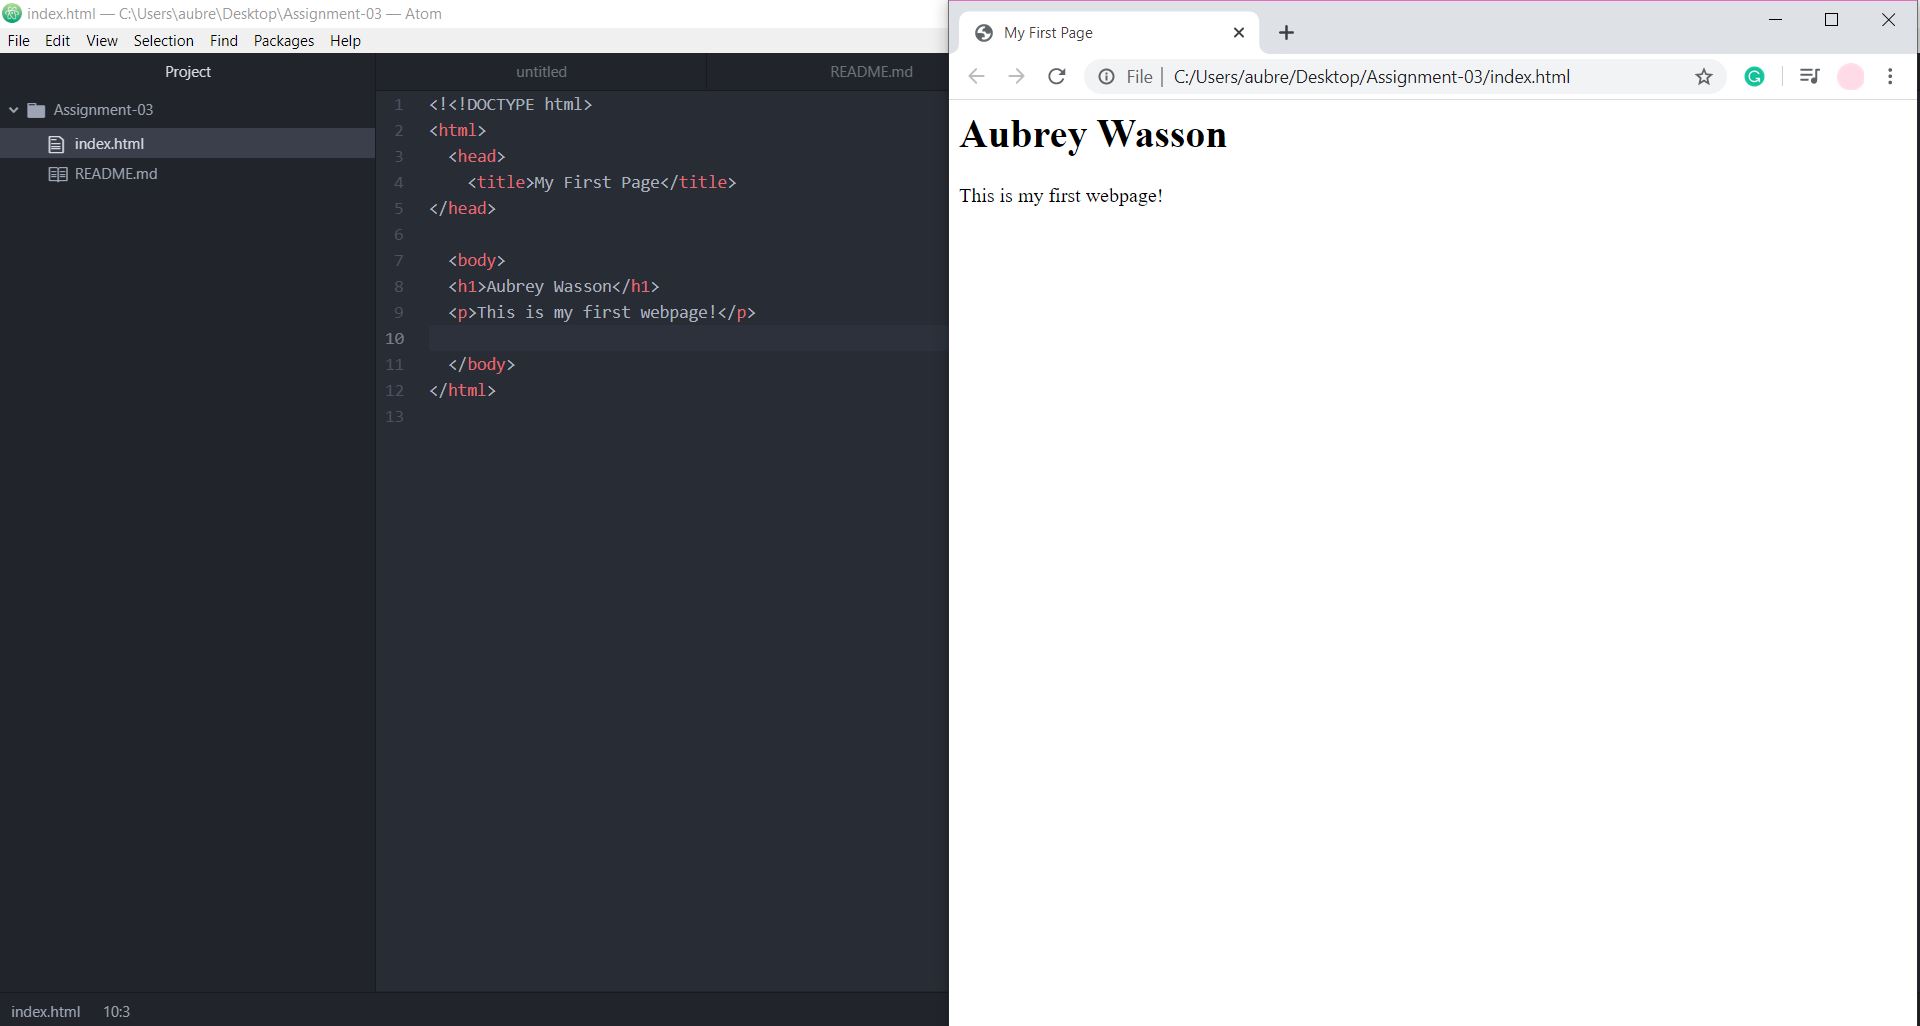 index.html — C:\Users\aubre\Desktop\Assignment-03 — Atom
File Edit View Selection Find Packages Help
Project
Assignment-03
index.html
README.md
untitled README.md
1 <!<!DOCTYPE html>
2 <html>
3 <head>
4 <title>My First Page</title>
5 </head>
6
7 <body>
8 <h1>Aubrey Wasson</h1>
9 <p>This is my first webpage!</p>
10
11 </body>
12 </html>
13
index.html 10:3
My First Page
File | C:/Users/aubre/Desktop/Assignment-03/index.html
Aubrey Wasson
This is my first webpage!